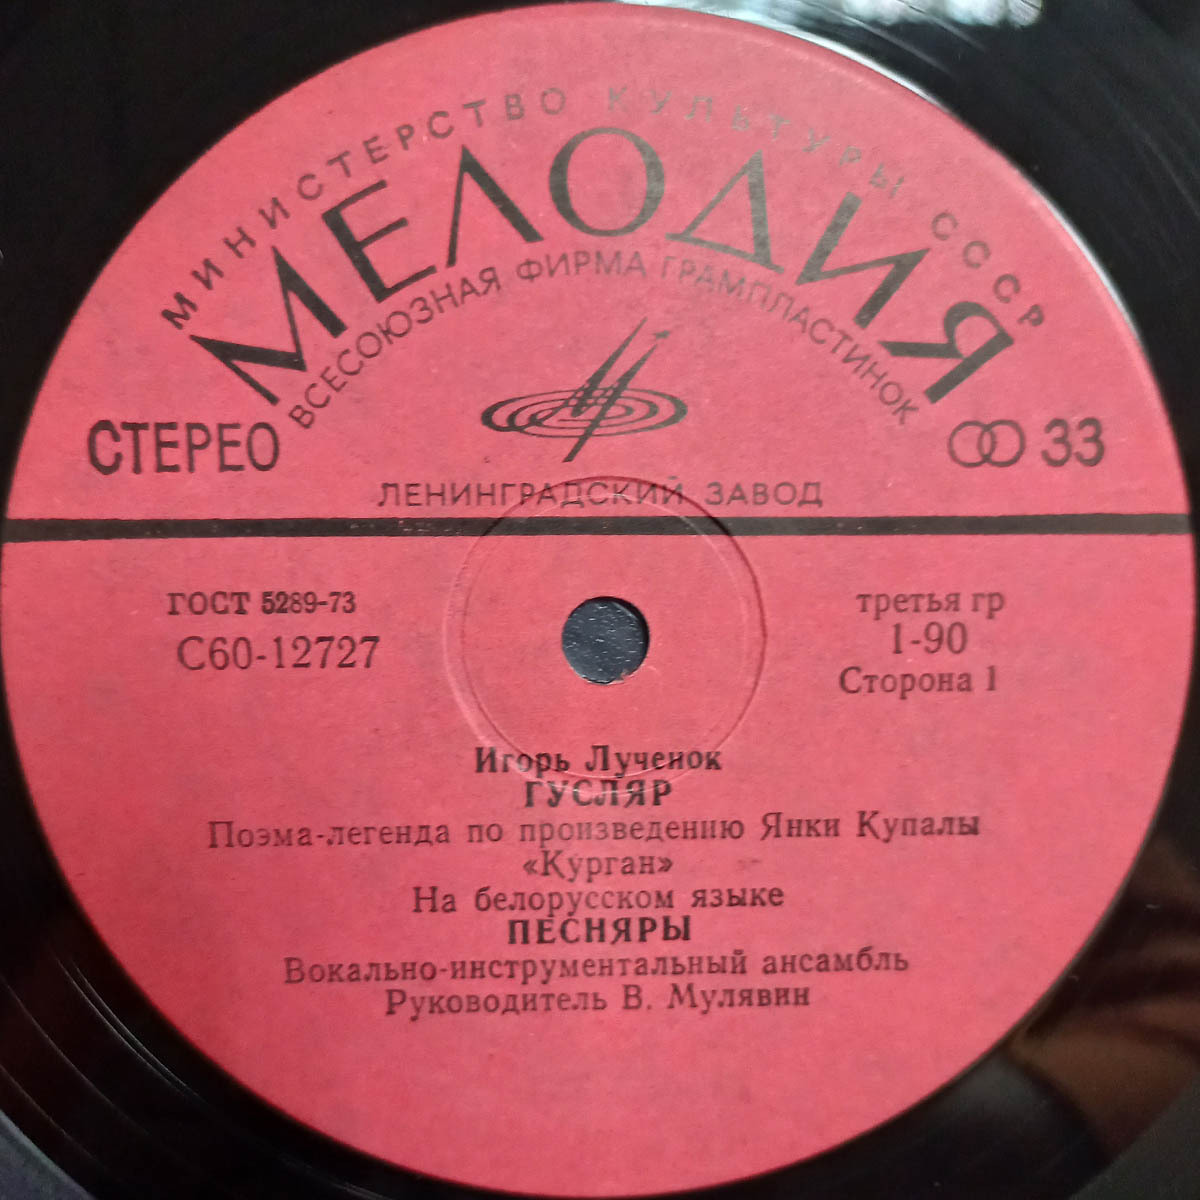 МИНИСТЕРСТВО КУЛЬТУРЫ СССР
МЕЛОДИЯ
ВСЕСОЮЗНАЯ ФИРМА ГРАМПЛАСТИНОК
СТЕРЕО
33
ЛЕНИНГРАДСКИЙ ЗАВОД
ГОСТ 5289-73
С60-12727
третья гр
1-90
Сторона 1
Игорь Лученок
ГУСЛЯР
Поэма-легенда по произведению Янки Купалы
«Курган»
На белорусском языке
ПЕСНЯРЫ
Вокально-инструментальный ансамбль
Руководитель В. Мулявин